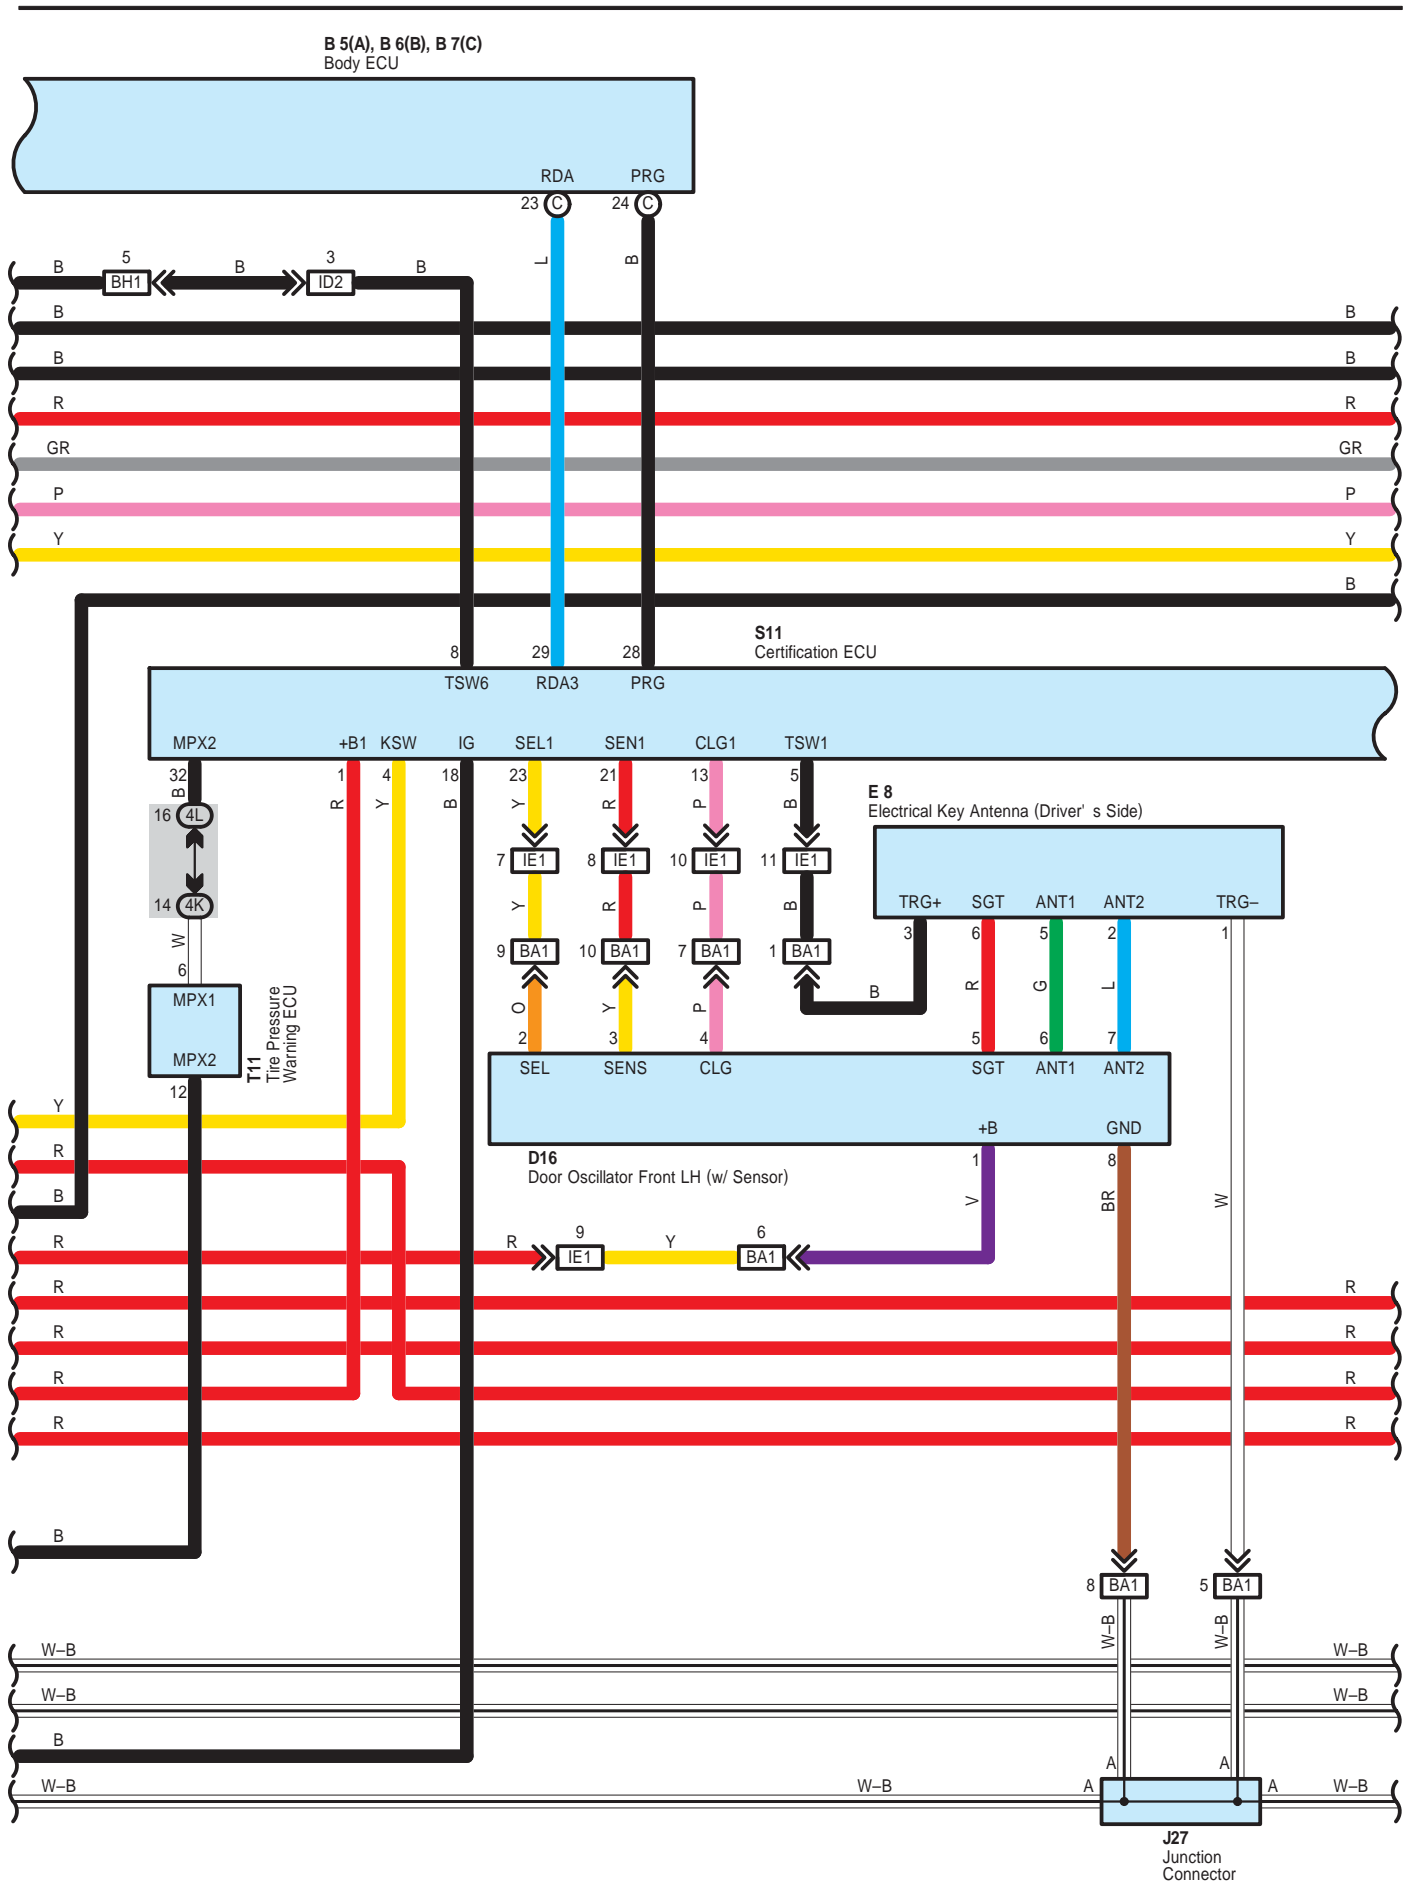 B 5(A), B 6(B), B 7(C)
Body ECU
RDA PRG
23 C 24 C
L B
B 5 BH1 B 3 ID2 B
B B
B B
R R
GR GR
P P
Y Y
B
S11
Certification ECU
8 29 28
TSW6 RDA3 PRG
MPX2 +B1 KSW IG SEL1 SEN1 CLG1 TSW1
32 1 4 18 23 21 13 5
B R Y B Y R P B
E 8
Electrical Key Antenna (Driver' s Side)
16 4L
7 IE1 8 IE1 10 IE1 11 IE1
14 4K
Y R P B
TRG+ SGT ANT1 ANT2 TRG–
3 6 5 2 1
W
9 BA1 10 BA1 7 BA1 1 BA1
6
MPX1
O Y P B R G L
2 3 4 5 6 7
MPX2
T11
Tire Pressure
Warning ECU
SEL SENS CLG SGT ANT1 ANT2
12
+B GND
Y
D16
Door Oscillator Front LH (w/ Sensor)
1 8
R
B
V BR W
R R 9 IE1 Y 6 BA1
R R
R R
R R
R R
B
8 BA1 5 BA1
W–B W–B
W–B W–B
W–B W–B
B
A A
W–B W–B A A W–B
J27
Junction
Connector